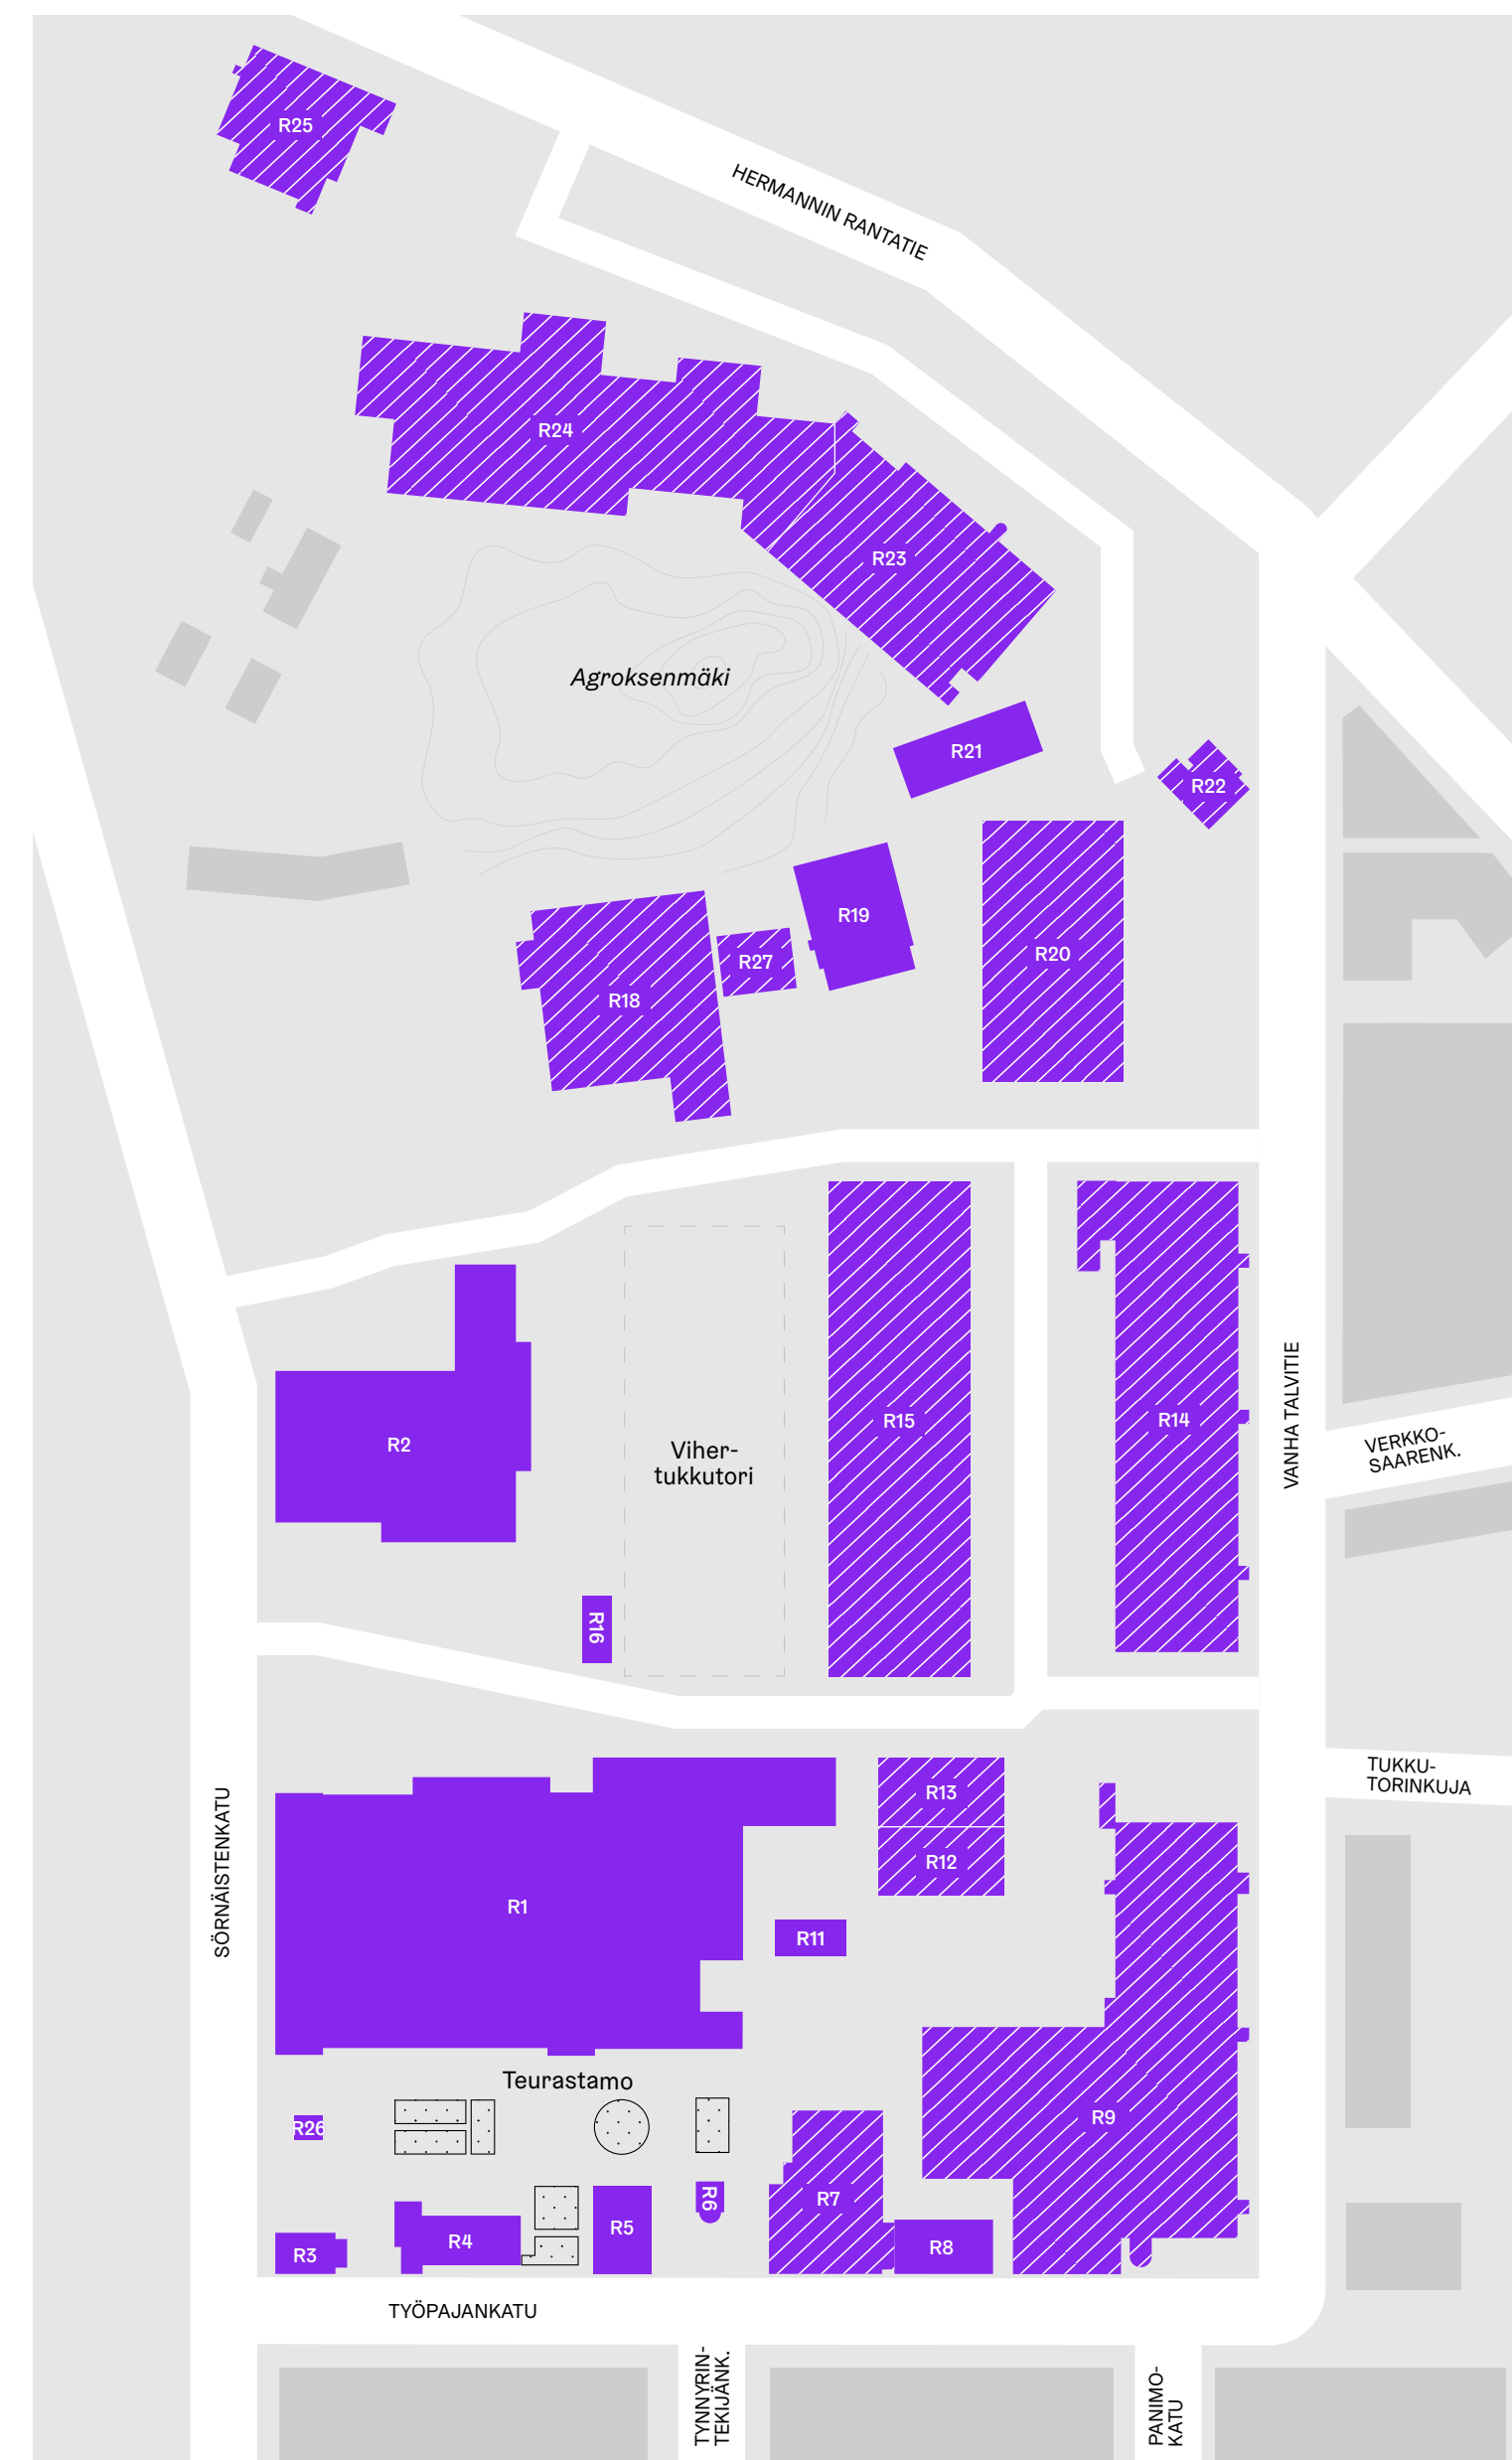 R25
HERMANNIN RANTATIE
R24
R23
Agroksenmäki
R21
R22
R19
R20
R27
R18
R15
R14
VANHA TALVITIE
VERKKO-
SAARENK.
R2
Viher-
tukkutori
R16
TUKKU-
TORINKUJA
R13
R12
SÖRNÄISTENKATU
R1
R11
Teurastamo
R9
R26
R7
R6
R5
R4
R8
R3
TYÖPAJANKATU
TYNNYRIN-
TEKIJÄNK.
PANIMO-
KATU